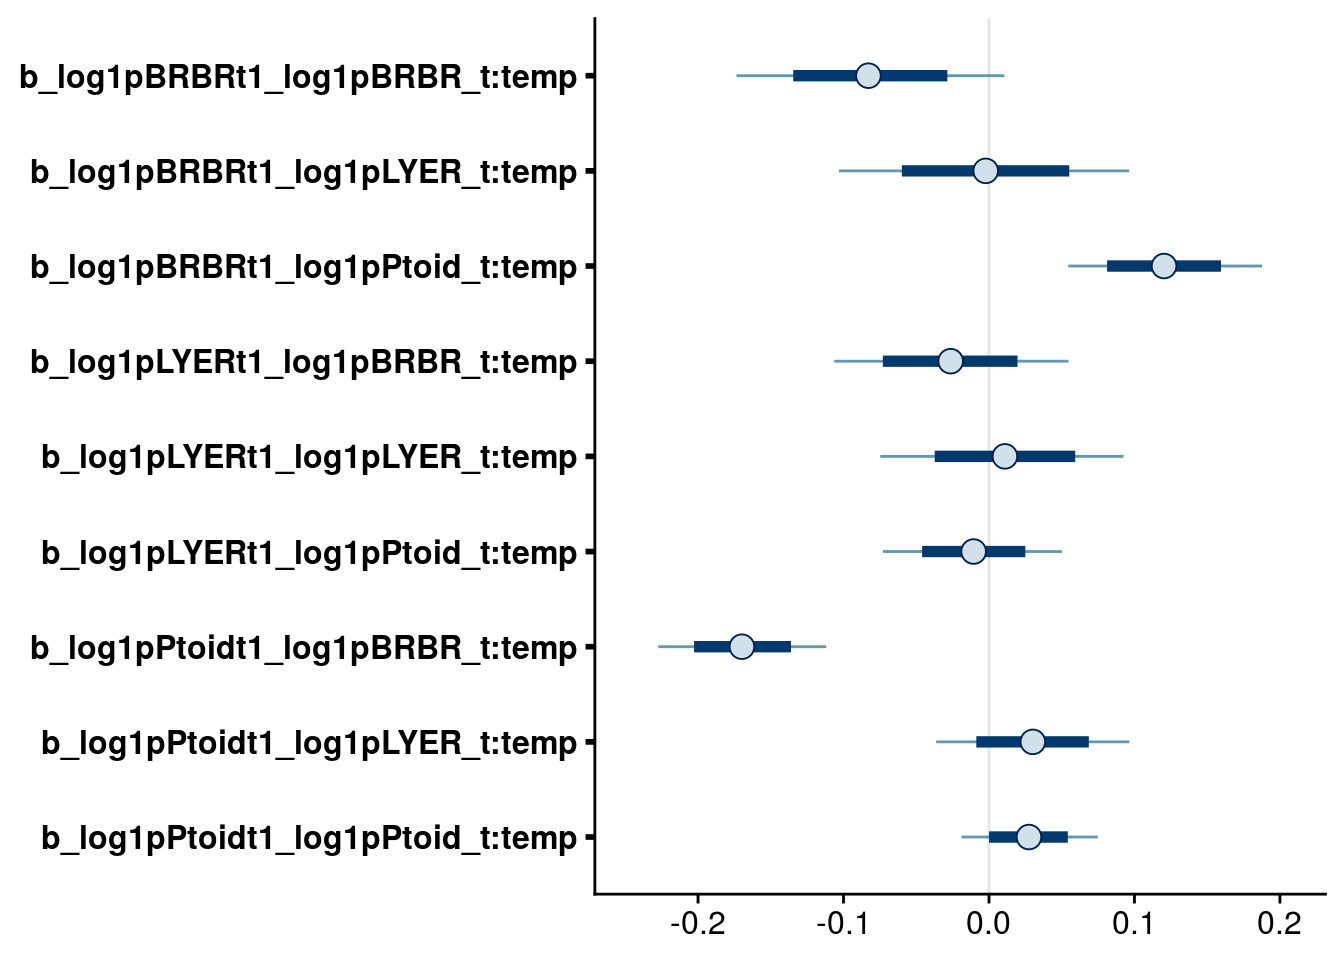 b_log1pBRBRt1_log1pBRBR_t:temp
b_log1pBRBRt1_log1pLYER_t:temp
b_log1pBRBRt1_log1pPtoid_t:temp
b_log1pLYERt1_log1pBRBR_t:temp
b_log1pLYERt1_log1pLYER_t:temp
b_log1pLYERt1_log1pPtoid_t:temp
b_log1pPtoidt1_log1pBRBR_t:temp
b_log1pPtoidt1_log1pLYER_t:temp
b_log1pPtoidt1_log1pPtoid_t:temp
-0.2 -0.1 0.0 0.1 0.2